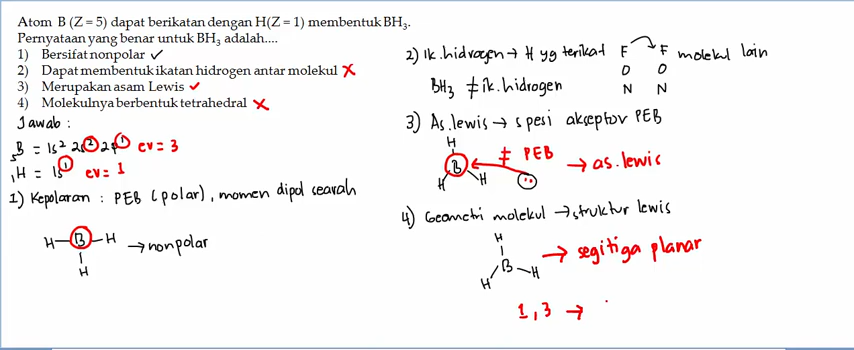 Atom B (Z = 5) dapat berikatan dengan H(Z = 1) membentuk BH₃.
Pernyataan yang benar untuk BH₃ adalah....
1) Bersifat nonpolar ✓
2) Dapat membentuk ikatan hidrogen antar molekul ✗
3) Merupakan asam Lewis ✓
4) Molekulnya berbentuk tetrahedral ✗
Jawab :
₅B = 1s² 2s² 2p¹ ev = 3
₁H = 1s¹ ev = 1
1) Kepolaran : PEB (polar), momen dipol searah
H–B–H → nonpolar
H
2) Ik.hidrogen → H yg terikat F F molekul lain
O O
BH₃ ≠ ik.hidrogen N N
3) As.lewis → spesi akseptor PEB
H
≠ PEB
B → as.lewis
H H
4) Geometri molekul → struktur lewis
H
→ segitiga planar
B
H H
1, 3 →